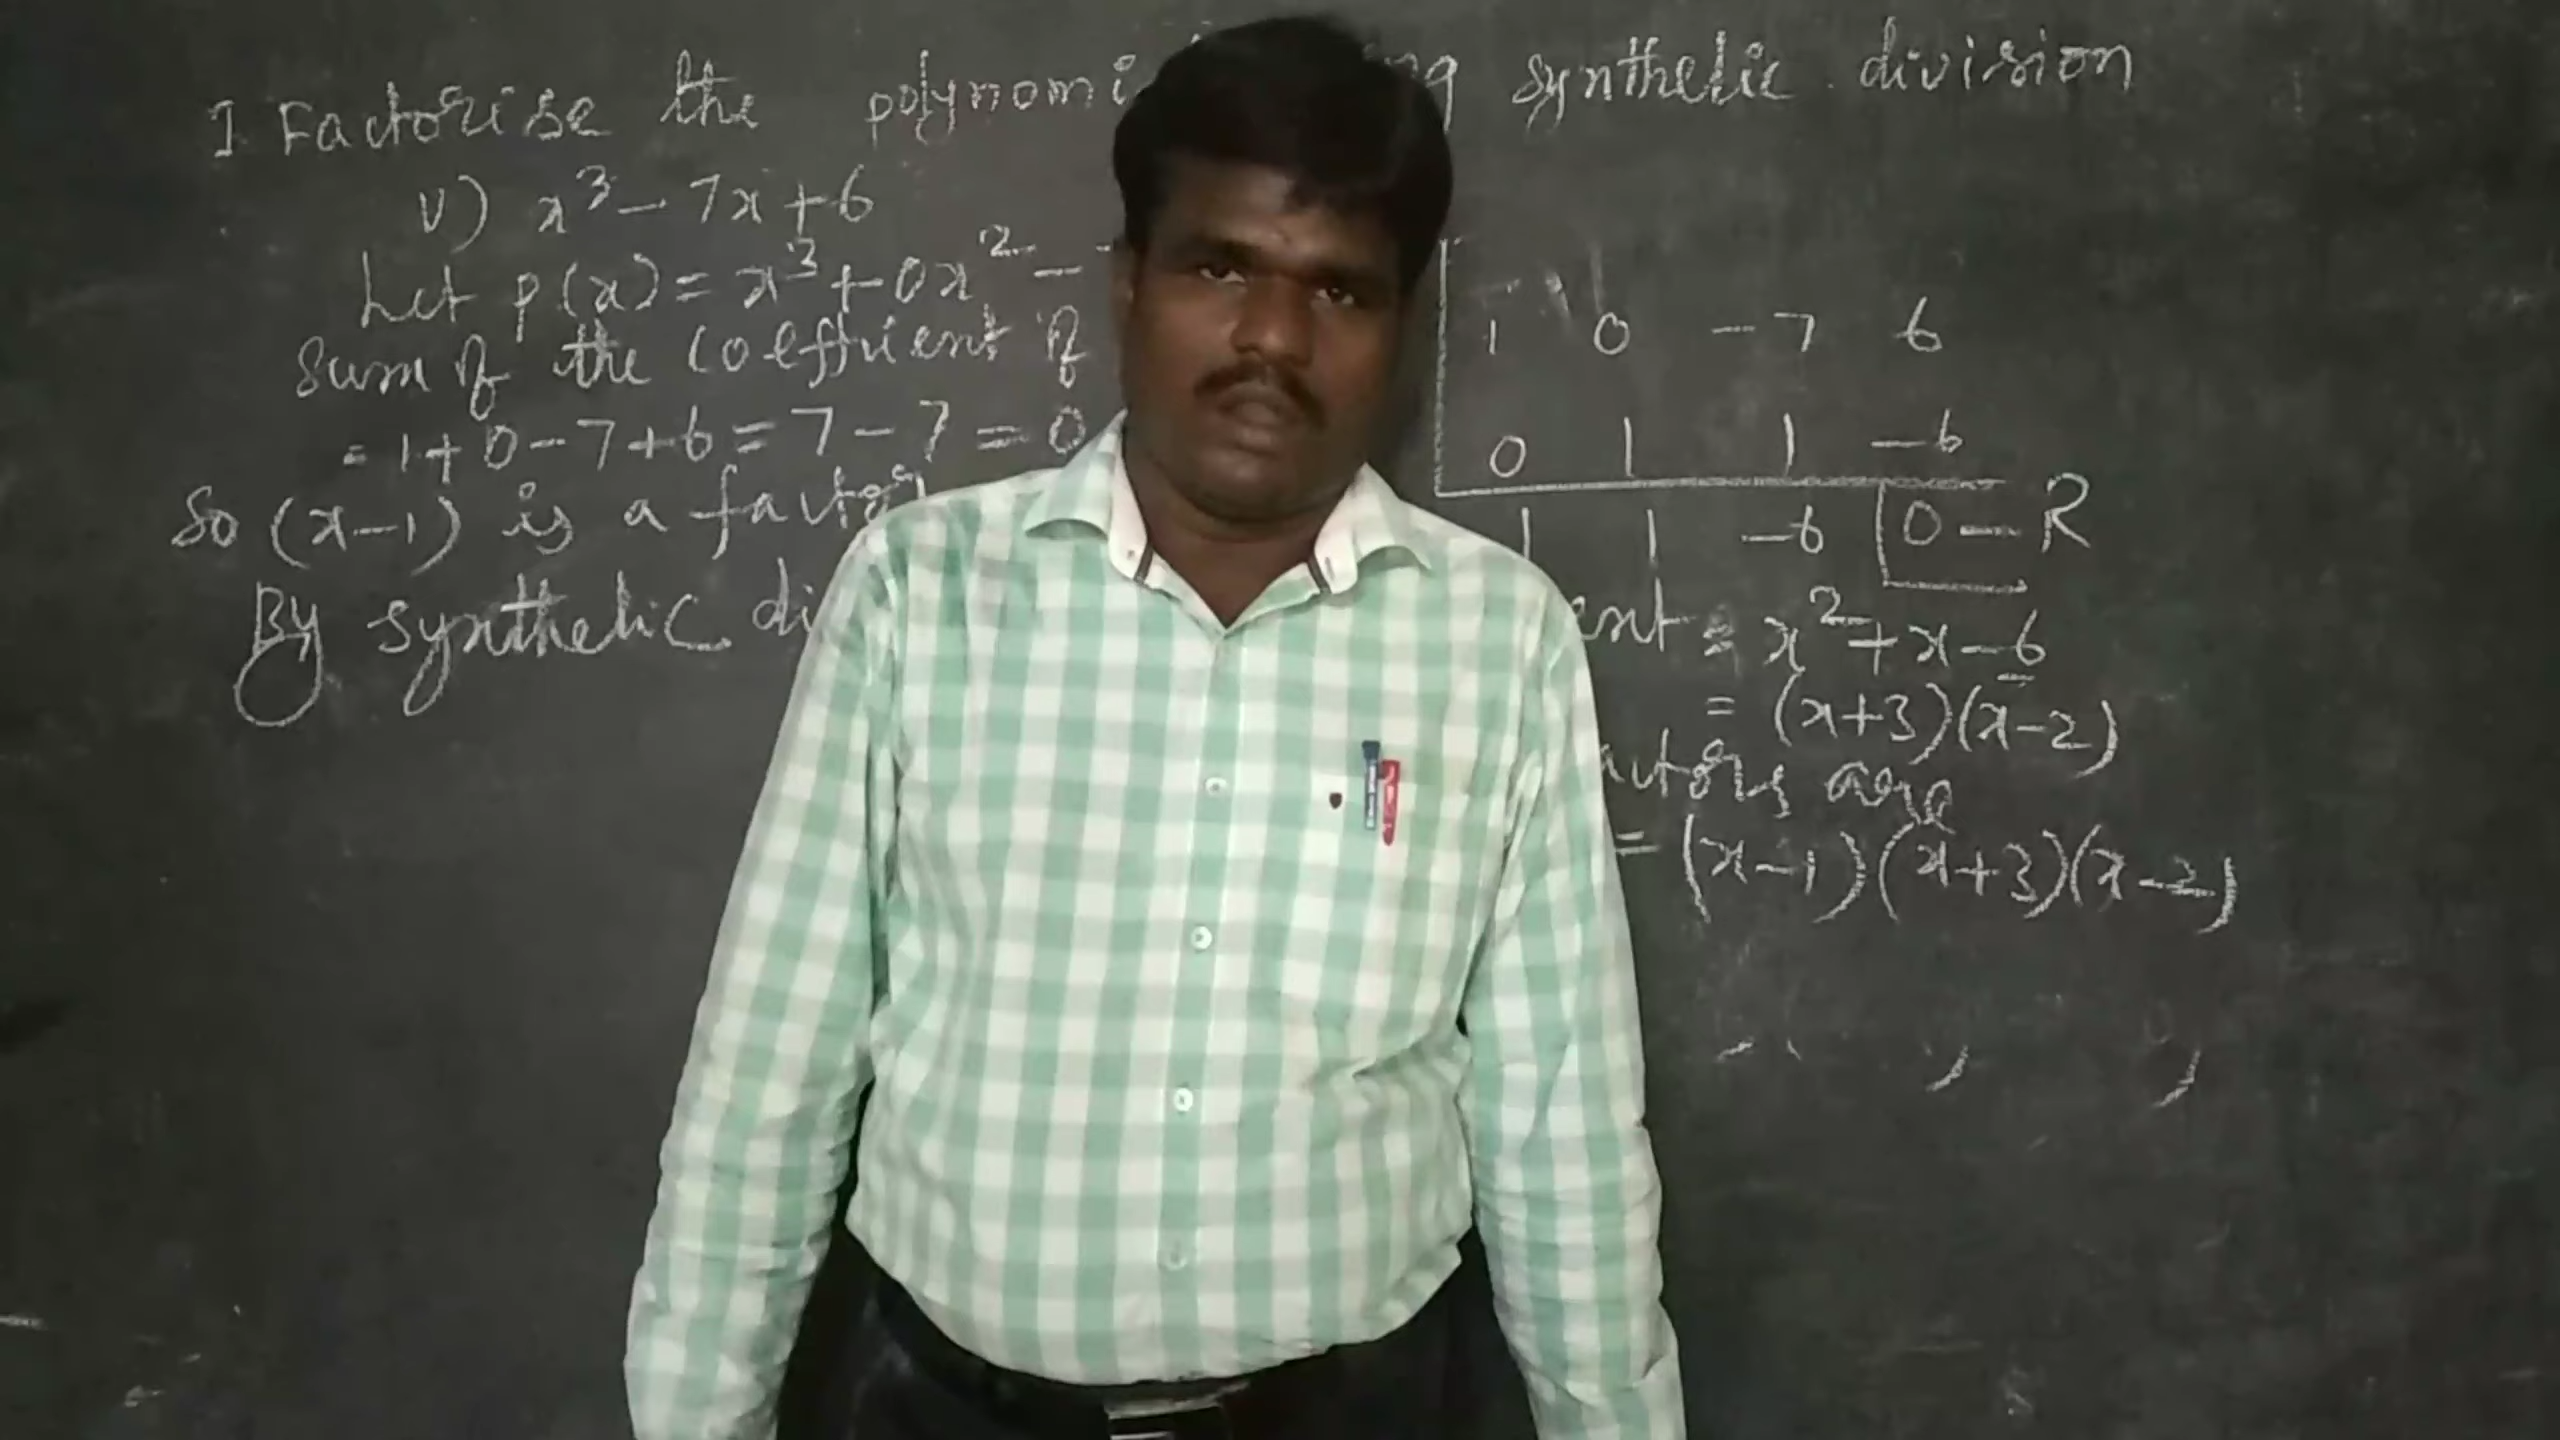 I Factorise the synthetic division
v) x³ - 7x + 6
Let p(x) = x³ + 0x² -
Sum of the coefficient of
= 1 + 0 - 7 + 6 = 7 - 7 = 0
So (x-1) is a factor
By synthetic
1 0 -7 6
0 1 1 -6
1 1 -6 0 - R
= x² + x - 6
= (x+3)(x-2)
are
= (x-1)(x+3)(x-2)